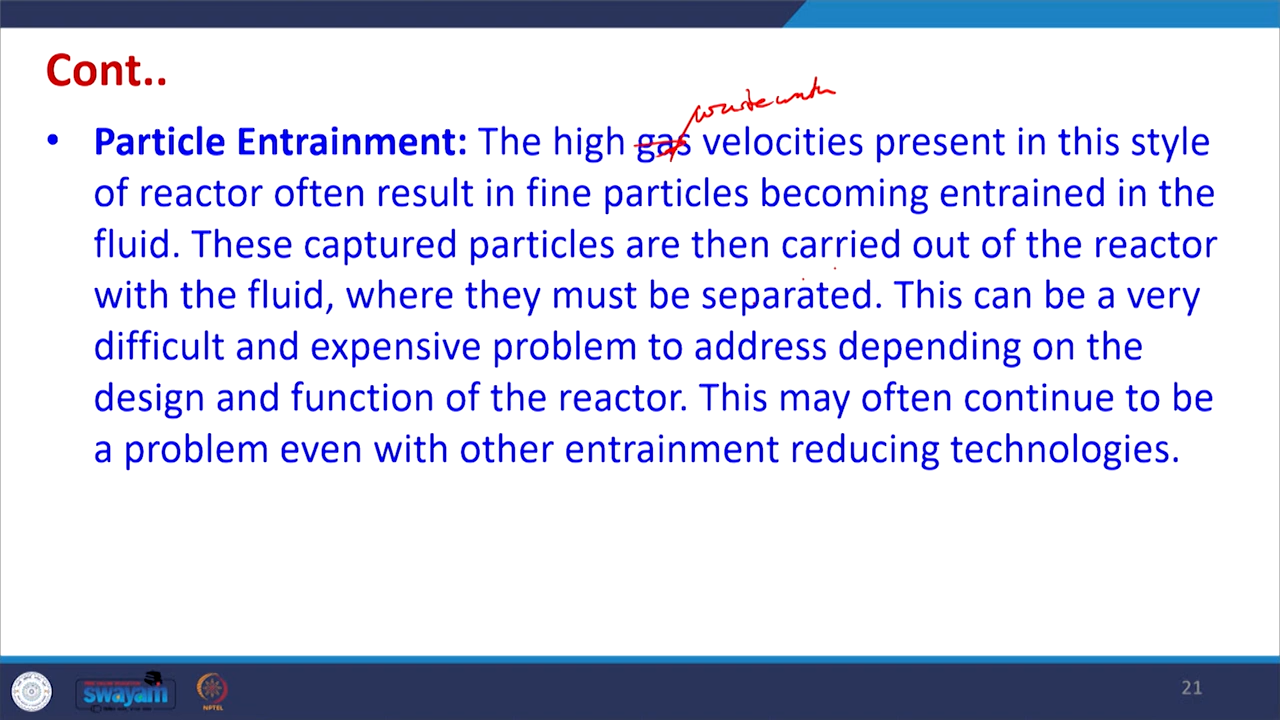 Cont..
wastewater
• Particle Entrainment: The high gas velocities present in this style
of reactor often result in fine particles becoming entrained in the
fluid. These captured particles are then carried out of the reactor
with the fluid, where they must be separated. This can be a very
difficult and expensive problem to address depending on the
design and function of the reactor. This may often continue to be
a problem even with other entrainment reducing technologies.
swayam
NPTEL
21